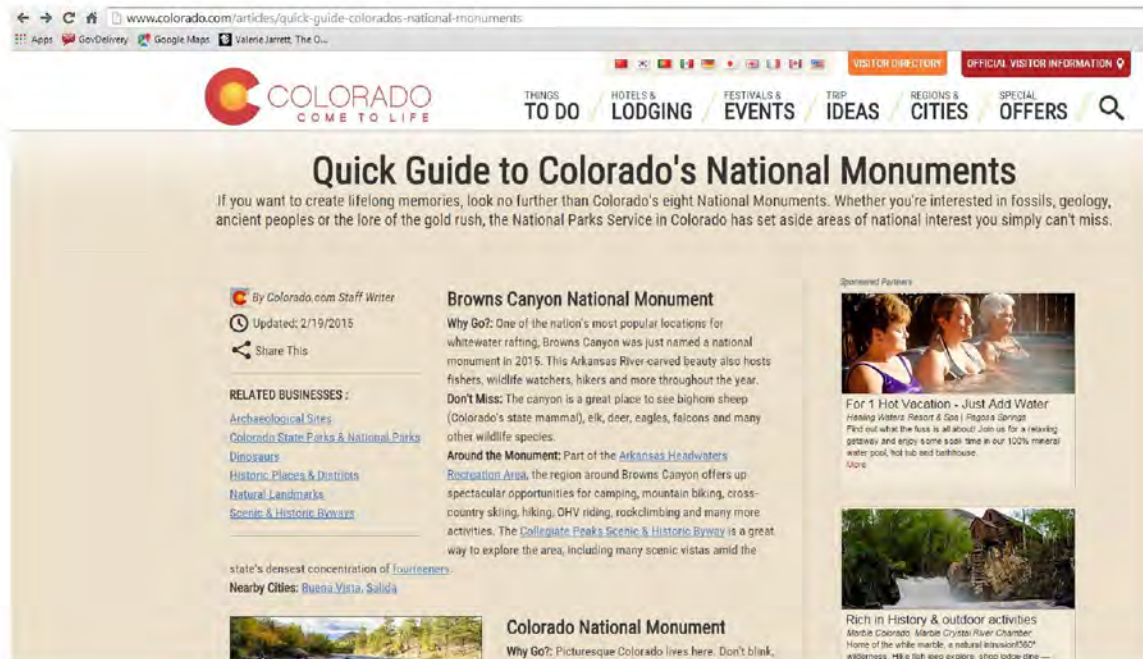 www.colorado.com/articles/quick-guide-colorados-national-monuments
Apps GovDelivery Google Maps Valerie Jarrett, The O...
VISITOR DIRECTORY
OFFICIAL VISITOR INFORMATION
COLORADO
COME TO LIFE
THINGS
TO DO
HOTELS &
LODGING
FESTIVALS &
EVENTS
TRIP
IDEAS
REGIONS &
CITIES
SPECIAL
OFFERS
Quick Guide to Colorado's National Monuments
If you want to create lifelong memories, look no further than Colorado's eight National Monuments. Whether you're interested in fossils, geology,
ancient peoples or the lore of the gold rush, the National Parks Service in Colorado has set aside areas of national interest you simply can't miss.
By Colorado.com Staff Writer
Updated: 2/19/2015
Share This
RELATED BUSINESSES :
Archaeological Sites
Colorado State Parks & National Parks
Dinosaurs
Historic Places & Districts
Natural Landmarks
Scenic & Historic Byways
Browns Canyon National Monument
Why Go?: One of the nation's most popular locations for
whitewater rafting, Browns Canyon was just named a national
monument in 2015. This Arkansas River-carved beauty also hosts
fishers, wildlife watchers, hikers and more throughout the year.
Don't Miss: The canyon is a great place to see bighorn sheep
(Colorado's state mammal), elk, deer, eagles, falcons and many
other wildlife species.
Around the Monument: Part of the Arkansas Headwaters
Recreation Area, the region around Browns Canyon offers up
spectacular opportunities for camping, mountain biking, cross-
country skiing, hiking, OHV riding, rockclimbing and many more
activities. The Collegiate Peaks Scenic & Historic Byway is a great
way to explore the area, including many scenic vistas amid the
state's densest concentration of fourteeners.
Nearby Cities: Buena Vista, Salida
Colorado National Monument
Why Go?: Picturesque Colorado lives here. Don't blink,
Sponsored Partners
For 1 Hot Vacation - Just Add Water
Healing Waters Resort & Spa | Pagosa Springs
Find out what the fuss is all about! Join us for a relaxing
getaway and enjoy some soak time in our 100% mineral
water pool, hot tub and bathhouse.
More
Rich in History & outdoor activities
Marble Colorado, Marble Crystal River Chamber
Home of the white marble, a natural intrusion!360°
wilderness. Hike fish jeep explore, shop lodge dine —